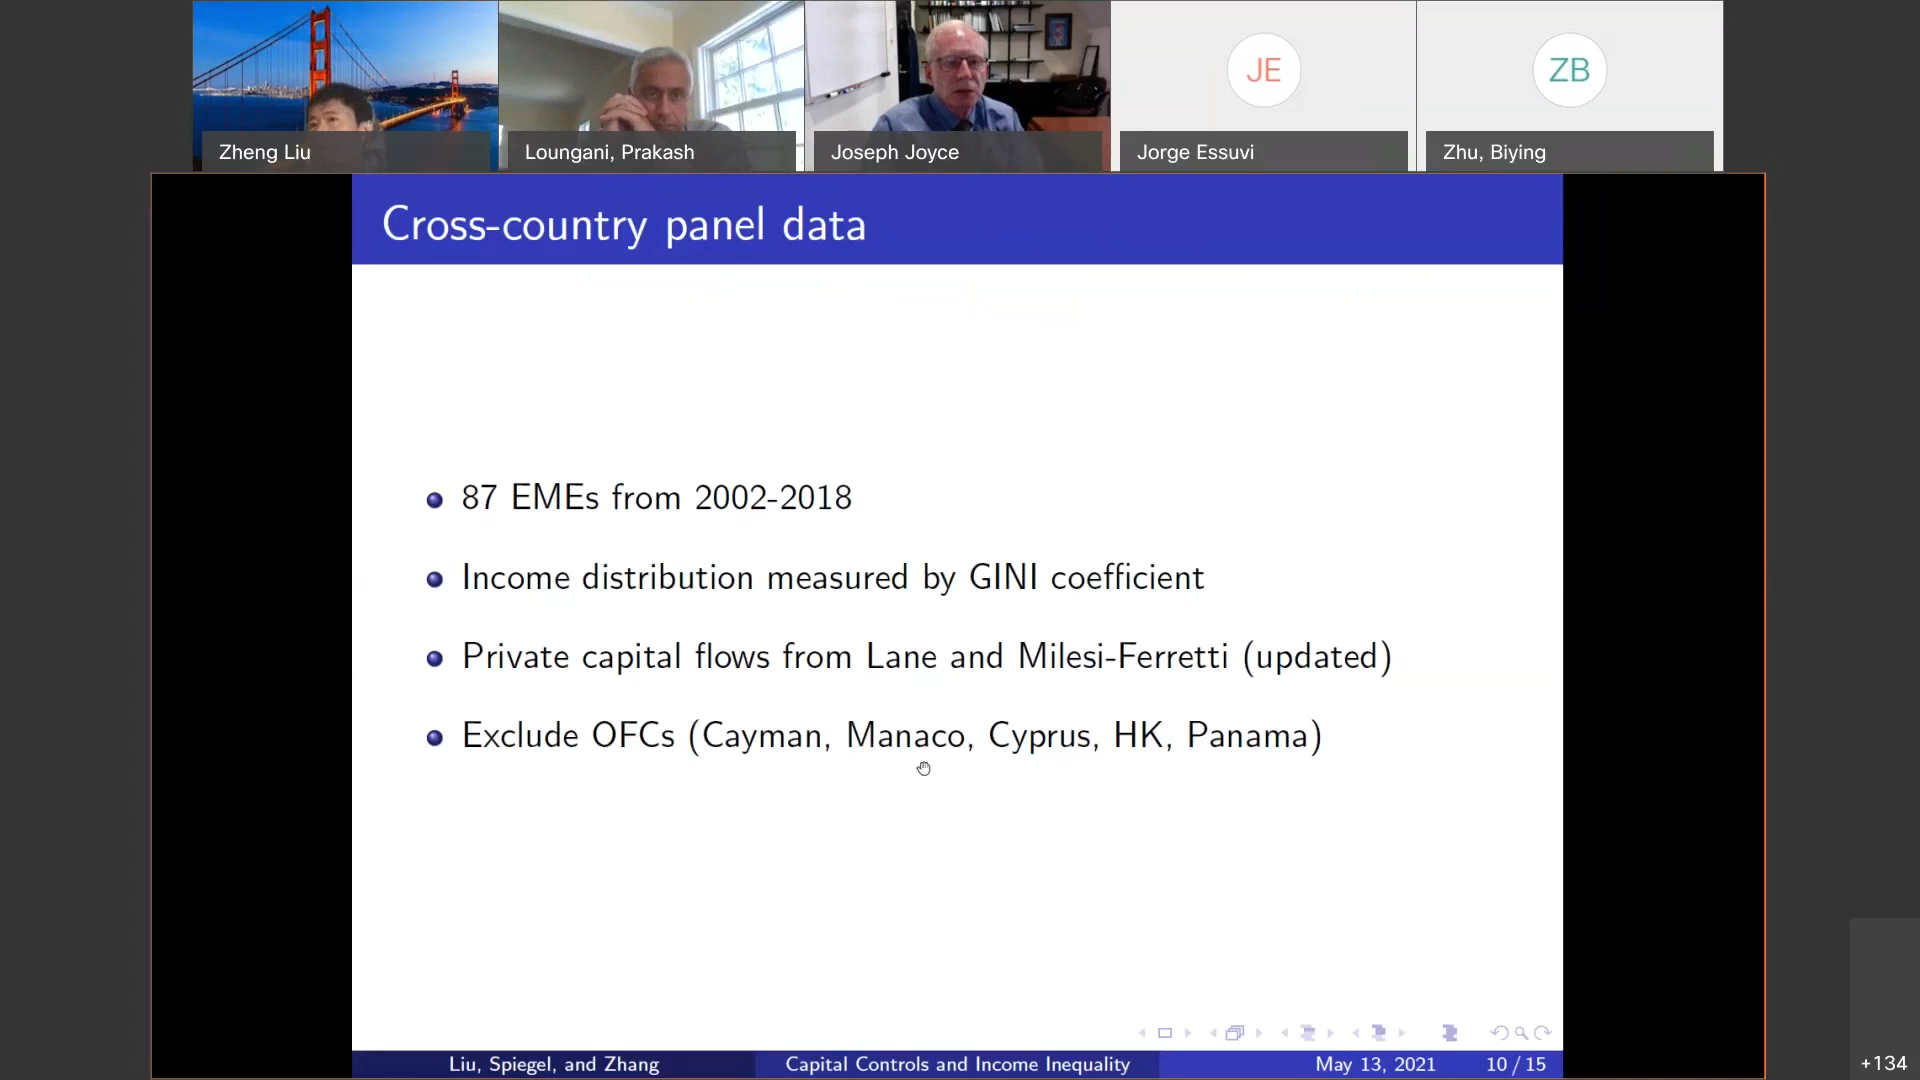 Zheng Liu
Loungani, Prakash
Joseph Joyce
JE
Jorge Essuvi
ZB
Zhu, Biying
Cross-country panel data
87 EMEs from 2002-2018
Income distribution measured by GINI coefficient
Private capital flows from Lane and Milesi-Ferretti (updated)
Exclude OFCs (Cayman, Manaco, Cyprus, HK, Panama)
Liu, Spiegel, and Zhang
Capital Controls and Income Inequality
May 13, 2021
10 / 15
+134